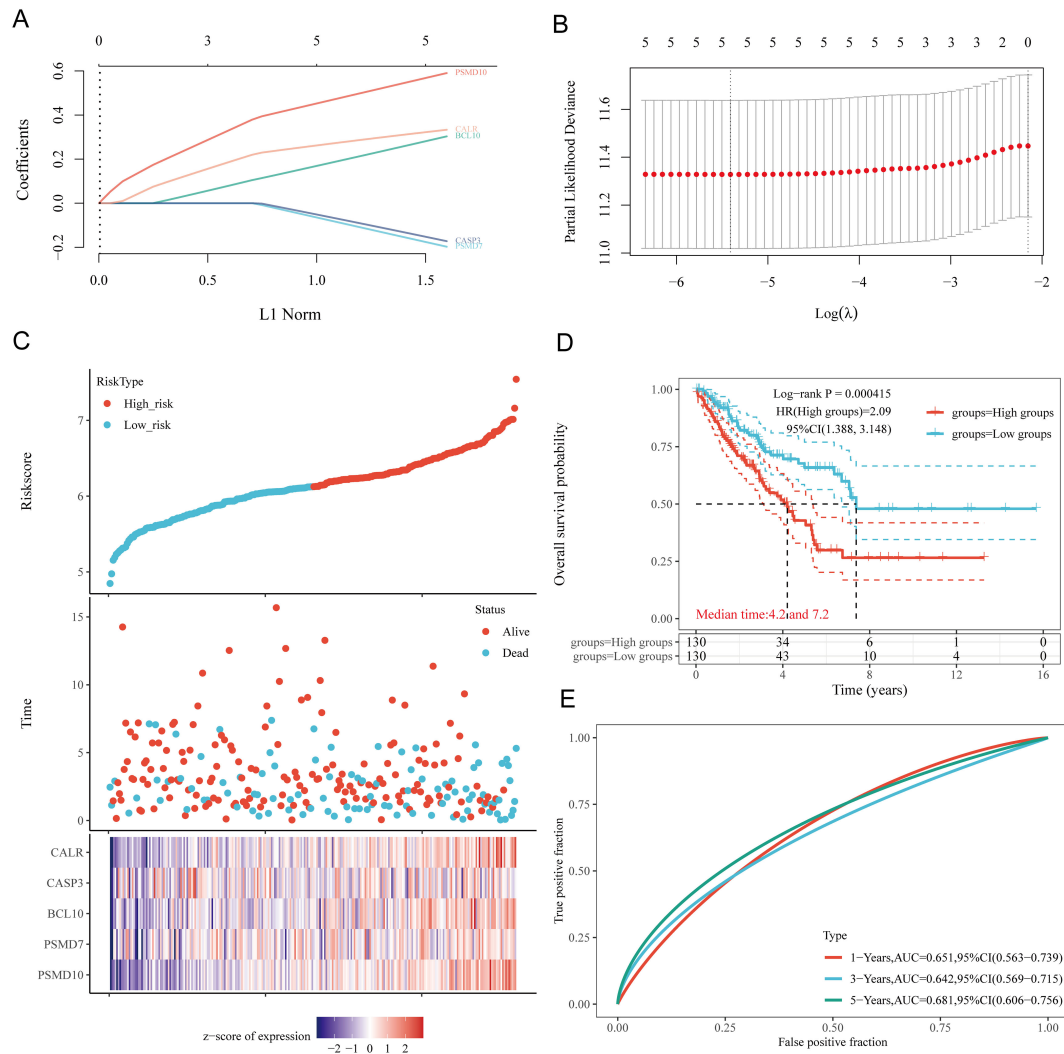 A
0 3 5 5
0.6
0.4
0.2
0.0
−0.2
Coefficients
PSMD10
CALR
BCL10
CASP3
PSMD7
0.0 0.5 1.0 1.5
L1 Norm
B
5 5 5 5 5 5 5 5 5 5 5 3 3 3 2 0
11.6
11.4
11.2
11.0
Partial Likelihood Deviance
−6 −5 −4 −3 −2
Log(λ)
C
RiskType
High_risk
Low_risk
7
6
5
Riskscore
Status
Alive
Dead
15
10
5
0
Time
CALR
CASP3
BCL10
PSMD7
PSMD10
z−score of expression
−2 −1 0 1 2
D
1.00
0.75
0.50
0.25
0.00
Overall survival probability
Log−rank P = 0.000415
HR(High groups)=2.09
95%CI(1.388, 3.148)
groups=High groups
groups=Low groups
Median time:4.2 and 7.2
groups=High groups 130 34 6 1 0
groups=Low groups 130 43 10 4 0
0 4 8 12 16
Time (years)
E
1.00
0.75
0.50
0.25
0.00
True positive fraction
Type
1−Years,AUC=0.651,95%CI(0.563−0.739)
3−Years,AUC=0.642,95%CI(0.569−0.715)
5−Years,AUC=0.681,95%CI(0.606−0.756)
0.00 0.25 0.50 0.75 1.00
False positive fraction